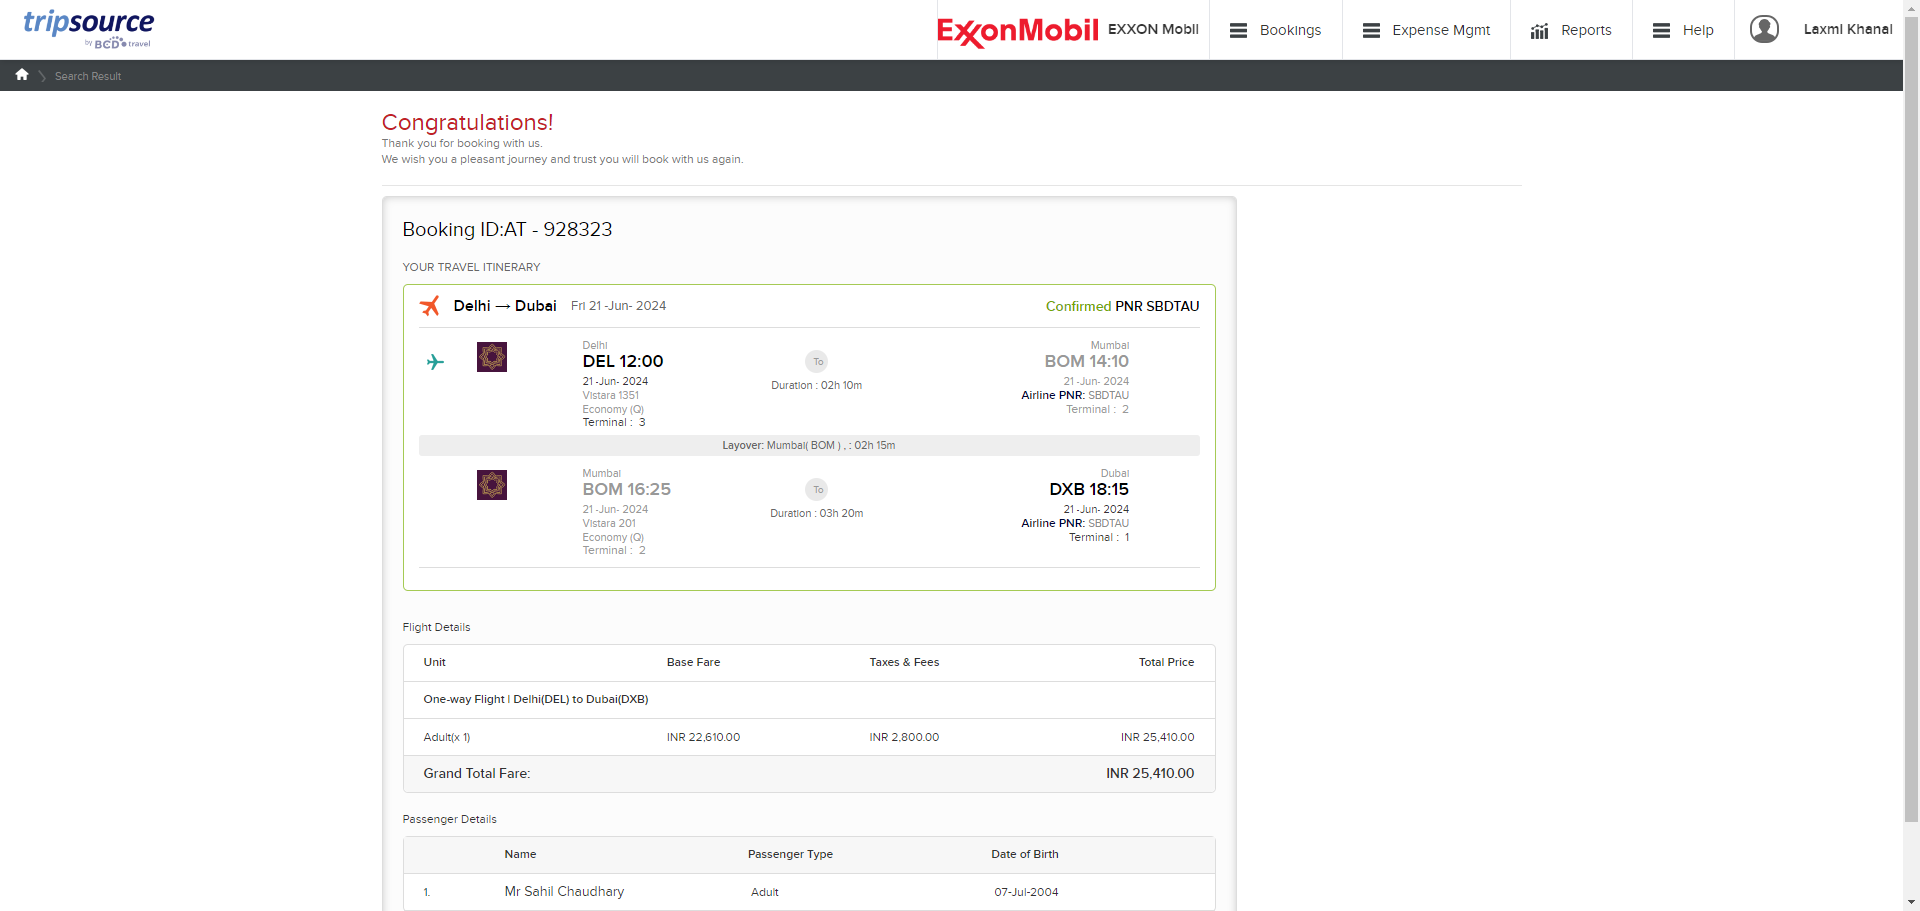 tripsource
by BCD travel
ExxonMobil
EXXON Mobil
Bookings
Expense Mgmt
Reports
Help
Laxmi Khanal
Search Result
Congratulations!
Thank you for booking with us.
We wish you a pleasant journey and trust you will book with us again.
Booking ID:AT - 928323
YOUR TRAVEL ITINERARY
Delhi → Dubai Fri 21 -Jun- 2024 Confirmed PNR SBDTAU
Delhi Mumbai
DEL 12:00 To BOM 14:10
21 -Jun- 2024 Duration : 02h 10m 21 -Jun- 2024
Vistara 1351 Airline PNR: SBDTAU
Economy (Q) Terminal : 2
Terminal : 3
Layover: Mumbai( BOM ) , : 02h 15m
Mumbai Dubai
BOM 16:25 To DXB 18:15
21 -Jun- 2024 Duration : 03h 20m 21 -Jun- 2024
Vistara 201 Airline PNR: SBDTAU
Economy (Q) Terminal : 1
Terminal : 2
Flight Details
Unit Base Fare Taxes & Fees Total Price
One-way Flight | Delhi(DEL) to Dubai(DXB)
Adult(x 1) INR 22,610.00 INR 2,800.00 INR 25,410.00
Grand Total Fare: INR 25,410.00
Passenger Details
Name Passenger Type Date of Birth
1. Mr Sahil Chaudhary Adult 07-Jul-2004